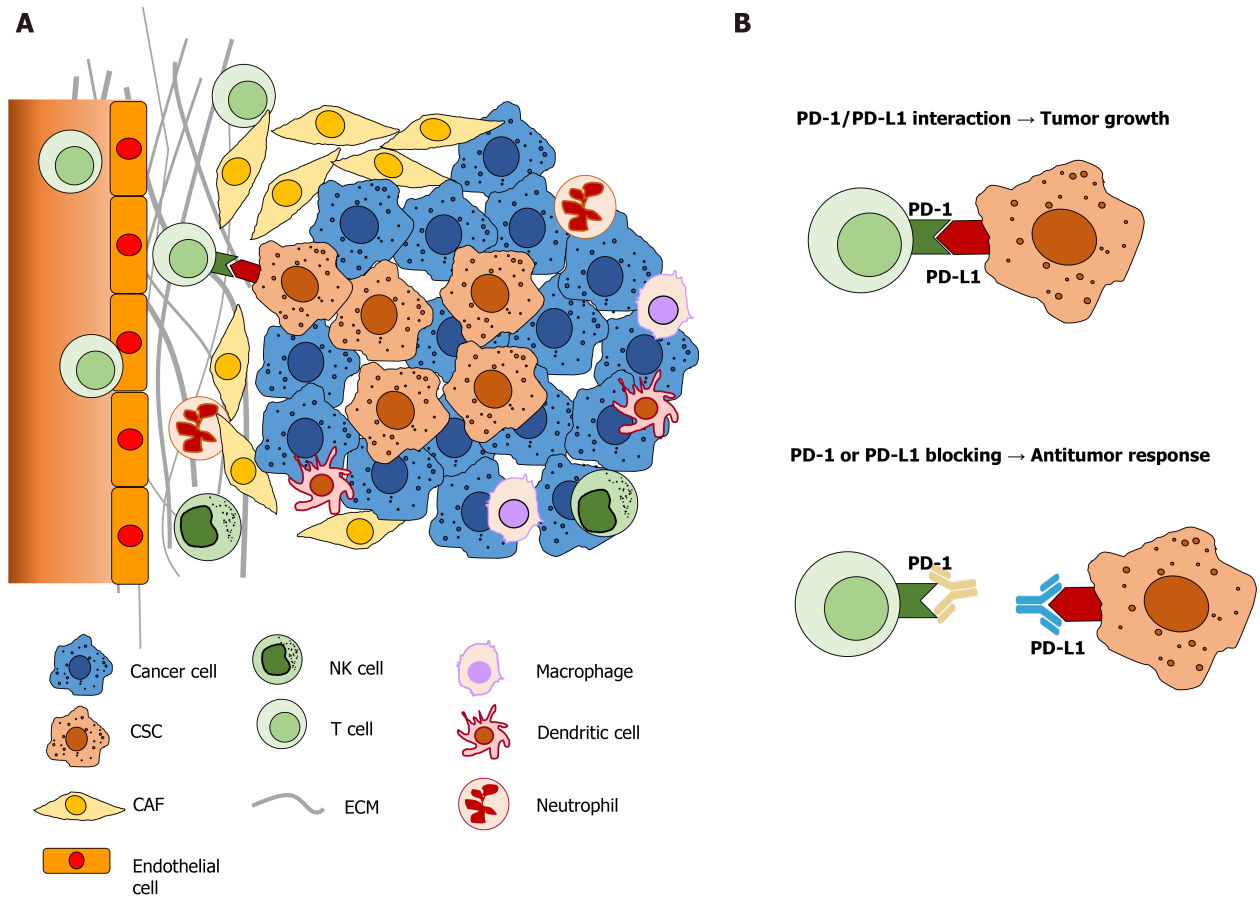 A
B
PD-1/PD-L1 interaction → Tumor growth
PD-1
PD-L1
PD-1 or PD-L1 blocking → Antitumor response
PD-1
PD-L1
Cancer cell
NK cell
Macrophage
CSC
T cell
Dendritic cell
CAF
ECM
Neutrophil
Endothelial
cell